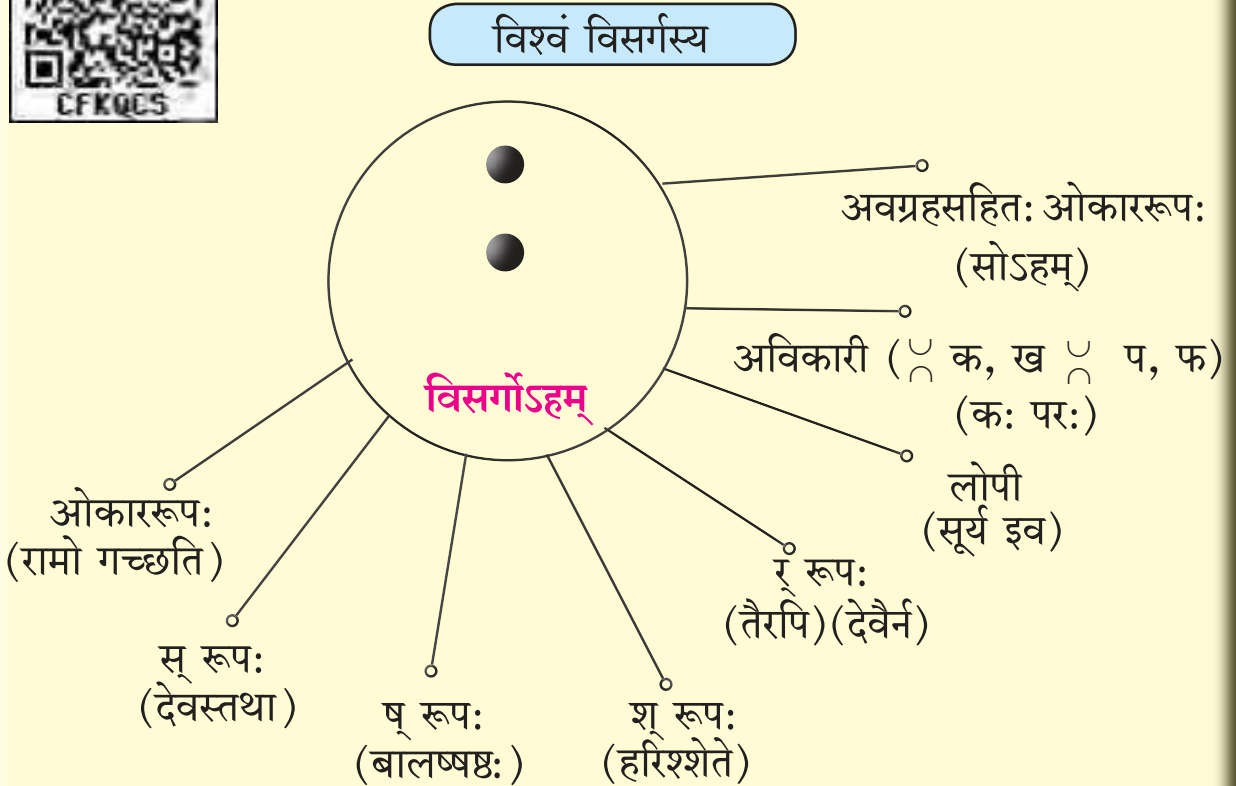 विश्वं विसर्गस्य
CFKQCS
अवग्रहसहित: ओकाररूप:
(सोऽहम्)
अविकारी (ᳵ क, ख ᳵ प, फ)
(क: पर:)
विसर्गोऽहम्
लोपी
(सूर्य इव)
ओकाररूप:
(रामो गच्छति)
र् रूप:
(तैरपि)(देवैर्न)
स् रूप:
(देवस्तथा)
ष् रूप:
(बालष्षष्ठ:)
श् रूप:
(हरिश्शेते)